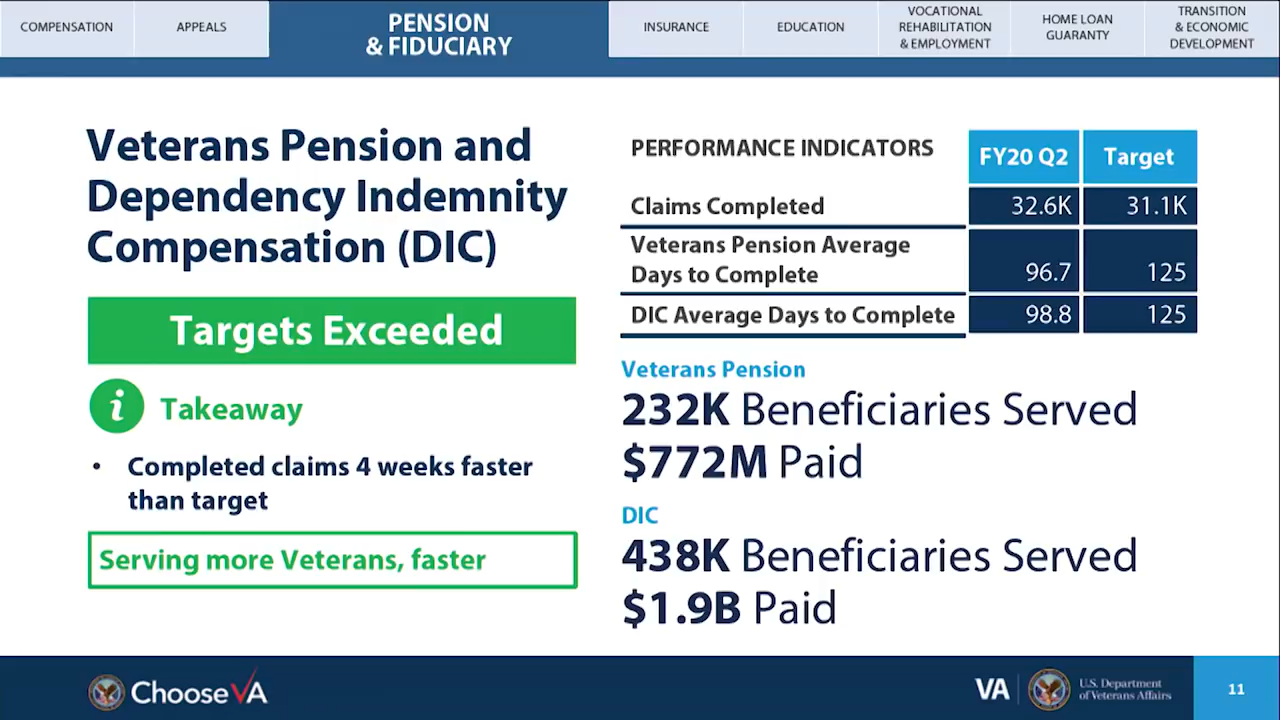 COMPENSATION
APPEALS
PENSION
& FIDUCIARY
INSURANCE
EDUCATION
VOCATIONAL
REHABILITATION
& EMPLOYMENT
HOME LOAN
GUARANTY
TRANSITION
& ECONOMIC
DEVELOPMENT
Veterans Pension and
Dependency Indemnity
Compensation (DIC)
Targets Exceeded
i Takeaway
• Completed claims 4 weeks faster
than target
Serving more Veterans, faster
PERFORMANCE INDICATORS FY20 Q2 Target
Claims Completed 32.6K 31.1K
Veterans Pension Average
Days to Complete 96.7 125
DIC Average Days to Complete 98.8 125
Veterans Pension
232K Beneficiaries Served
$772M Paid
DIC
438K Beneficiaries Served
$1.9B Paid
ChooseVA
VA
U.S. Department
of Veterans Affairs
11